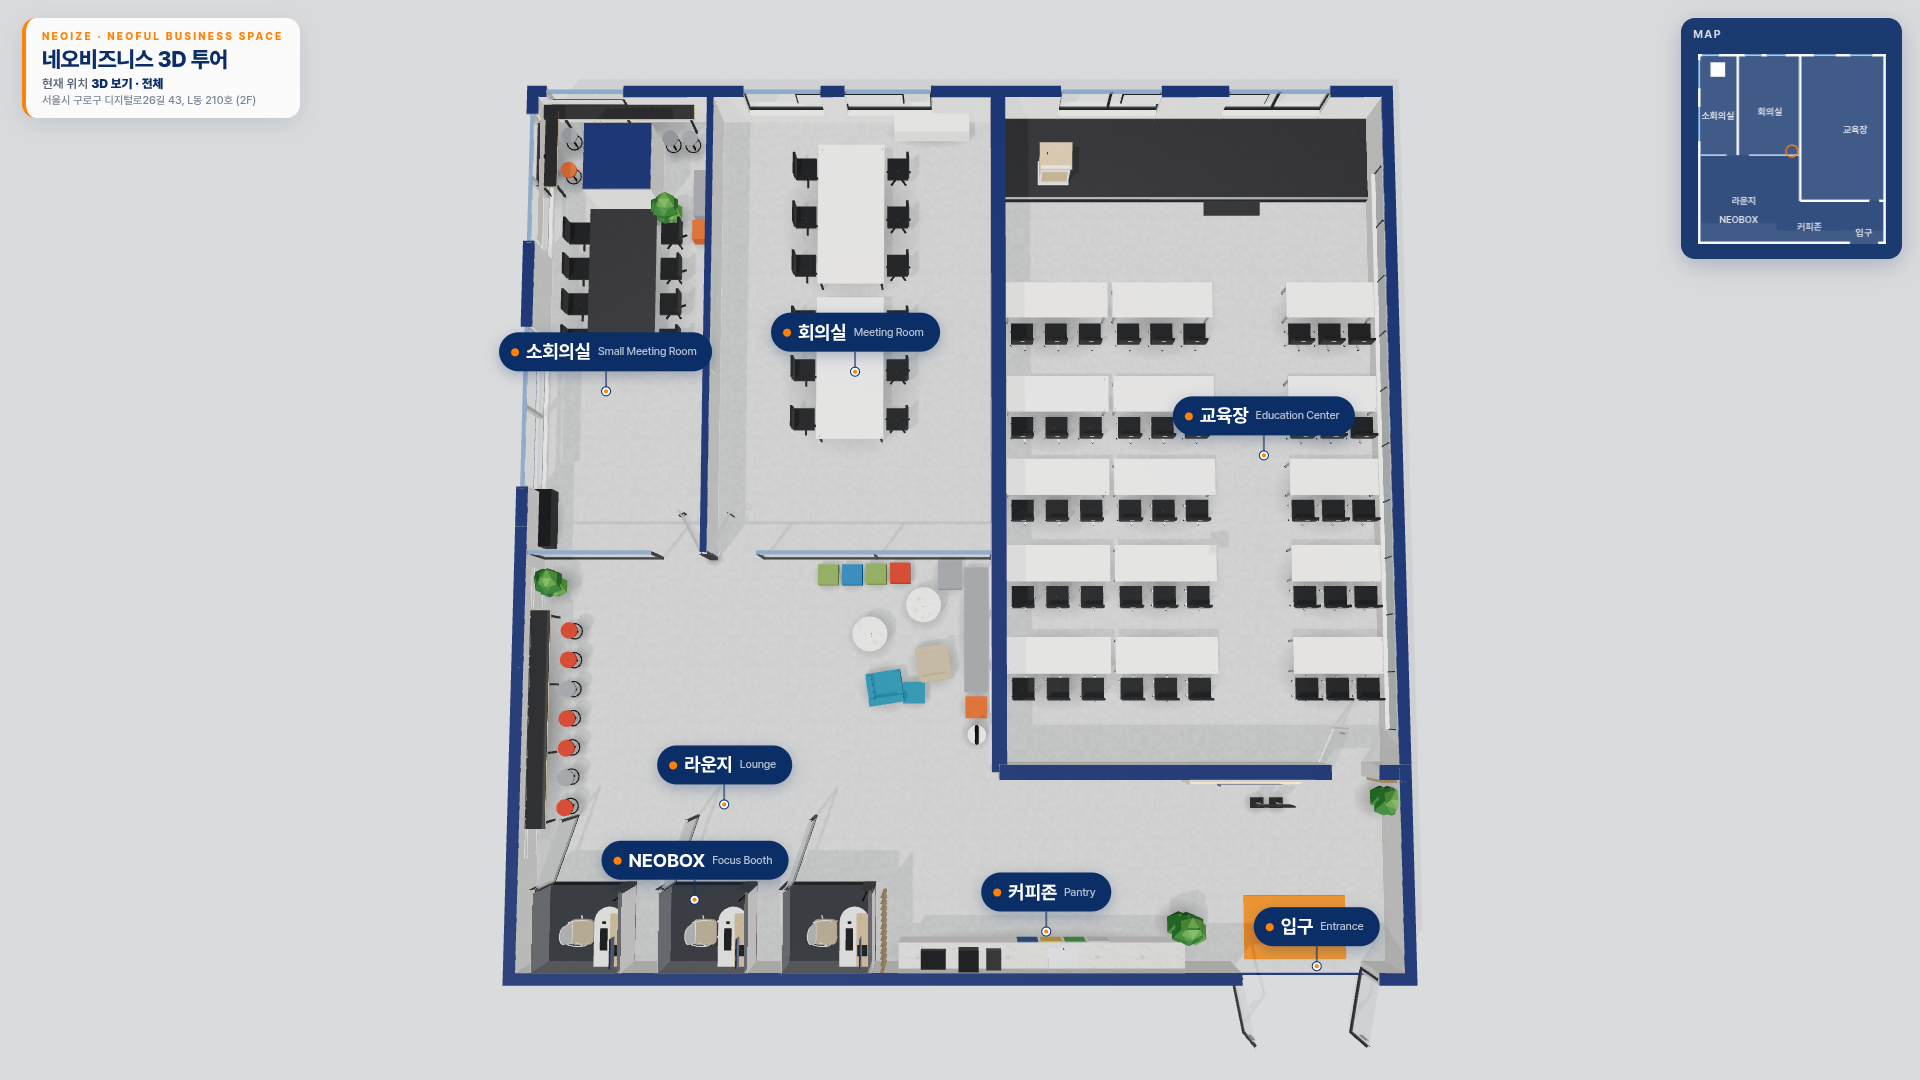 NEOIZE · NEOFUL BUSINESS SPACE
네오비즈니스 3D 투어
현재 위치 3D 보기 · 전체
서울시 구로구 디지털로26길 43, L동 210호 (2F)
MAP
소회의실
회의실
교육장
라운지
NEOBOX
커피존
입구
소회의실 Small Meeting Room
회의실 Meeting Room
교육장 Education Center
라운지 Lounge
NEOBOX Focus Booth
커피존 Pantry
입구 Entrance